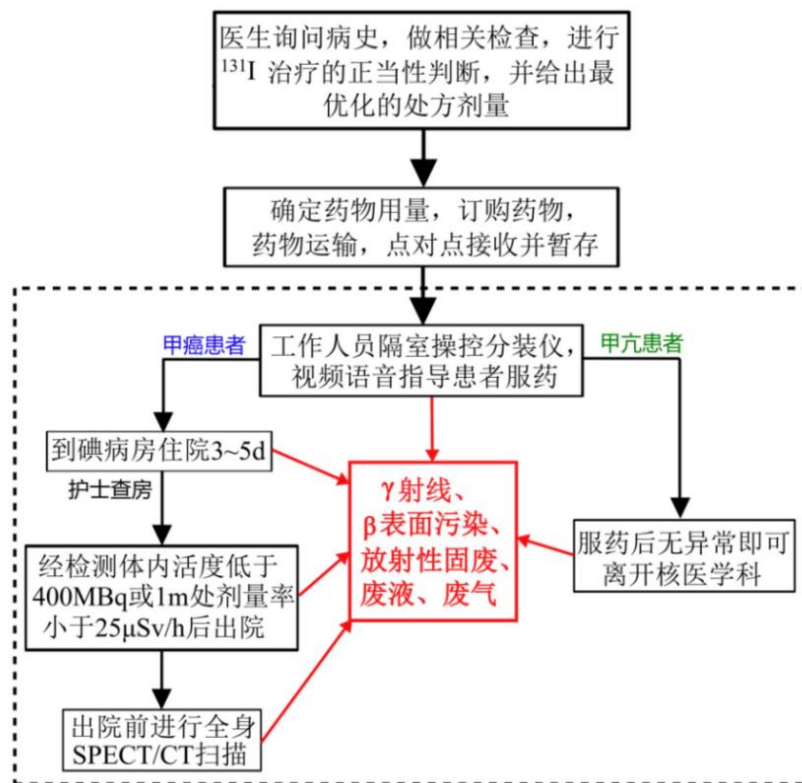 医生询问病史，做相关检查，进行
¹³¹I 治疗的正当性判断，并给出最
优化的处方剂量
确定药物用量，订购药物，
药物运输，点对点接收并暂存
甲癌患者
工作人员隔室操控分装仪，
视频语音指导患者服药
甲亢患者
到碘病房住院3~5d
护士查房
γ射线、
β表面污染、
放射性固废、
废液、废气
服药后无异常即可
离开核医学科
经检测体内活度低于
400MBq或1m处剂量率
小于25μSv/h后出院
出院前进行全身
SPECT/CT扫描